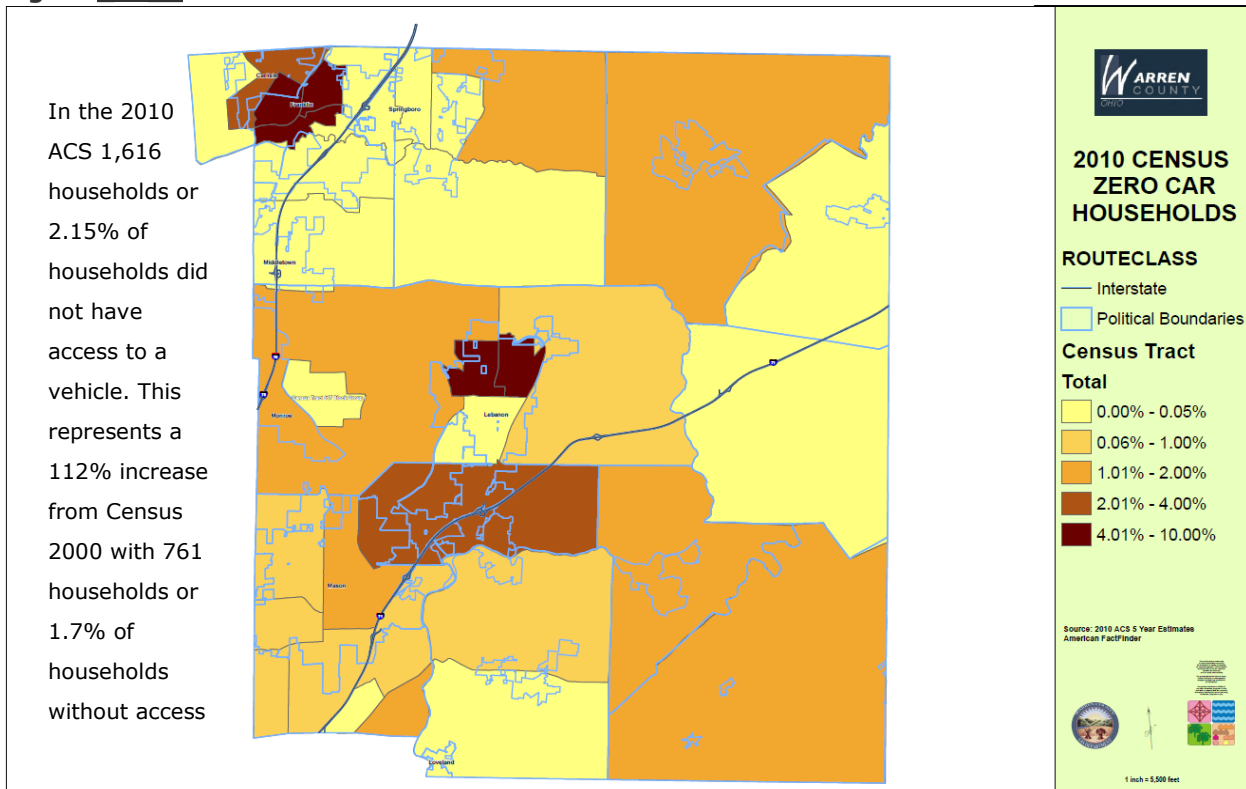 In the 2010
ACS 1,616
households or
2.15% of
households did
not have
access to a
vehicle. This
represents a
112% increase
from Census
2000 with 761
households or
1.7% of
households
without access
Carlisle
Franklin
Springboro
Middletown
Monroe
Lebanon
Mason
Loveland
WARREN
COUNTY
OHIO
2010 CENSUS
ZERO CAR
HOUSEHOLDS
ROUTECLASS
Interstate
Political Boundaries
Census Tract
Total
0.00% - 0.05%
0.06% - 1.00%
1.01% - 2.00%
2.01% - 4.00%
4.01% - 10.00%
Source: 2010 ACS 5 Year Estimates
American FactFinder
1 inch = 5,500 feet